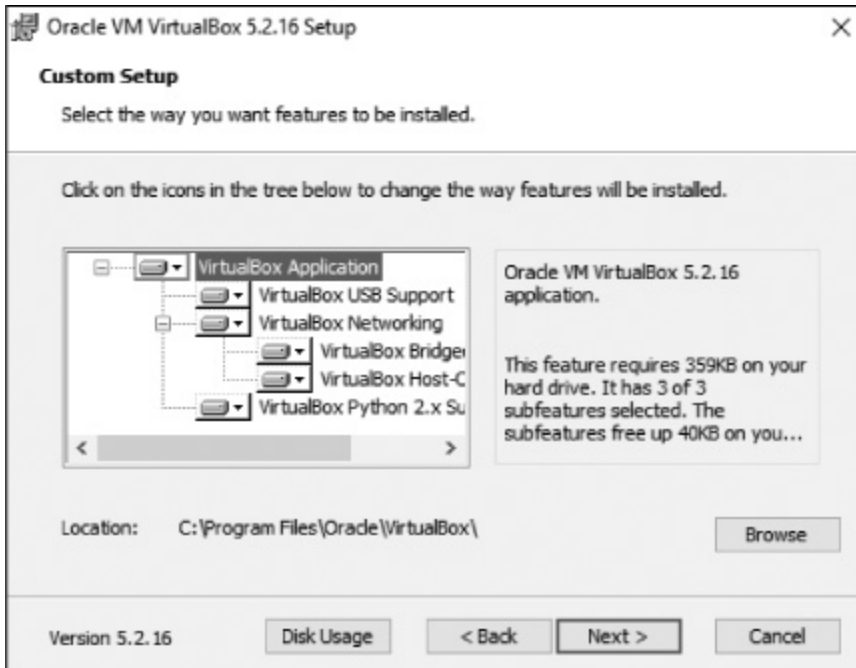 Oracle VM VirtualBox 5.2.16 Setup
Custom Setup
Select the way you want features to be installed.
Click on the icons in the tree below to change the way features will be installed.
VirtualBox Application
VirtualBox USB Support
VirtualBox Networking
VirtualBox Bridge
VirtualBox Host-C
VirtualBox Python 2.x Su
Oracle VM VirtualBox 5.2.16
application.
This feature requires 359KB on your
hard drive. It has 3 of 3
subfeatures selected. The
subfeatures free up 40KB on you...
Location: C:\Program Files\Oracle\VirtualBox\
Browse
Version 5.2.16 Disk Usage < Back Next > Cancel